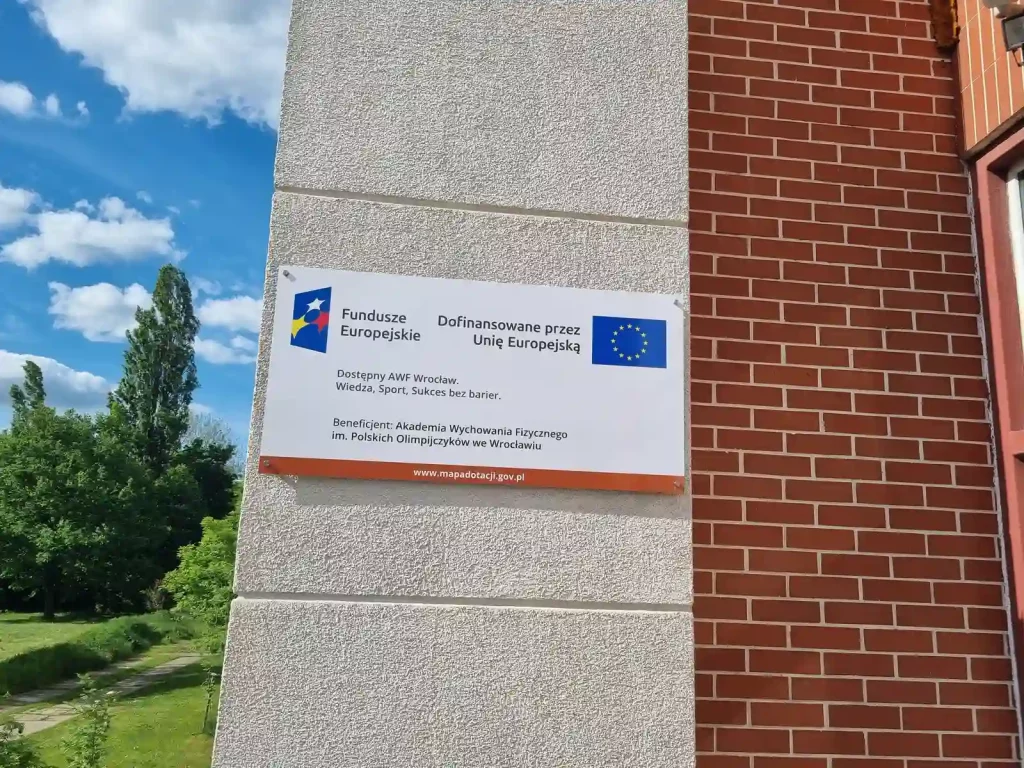 Fundusze
Europejskie
Dofinansowane przez
Unię Europejską
Dostępny AWF Wrocław.
Wiedza, Sport, Sukces bez barier.
Beneficjent: Akademia Wychowania Fizycznego
im. Polskich Olimpijczyków we Wrocławiu
www.mapadotacji.gov.pl